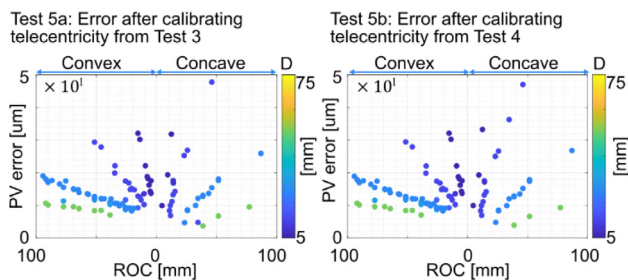 Test 5a: Error after calibrating
telecentricity from Test 3
Convex
Concave
D
5
× 10¹
75
PV error [um]
[mm]
0
5
100
0
100
ROC [mm]
Test 5b: Error after calibrating
telecentricity from Test 4
Convex
Concave
D
5
× 10¹
75
PV error [um]
[mm]
0
5
100
0
100
ROC [mm]